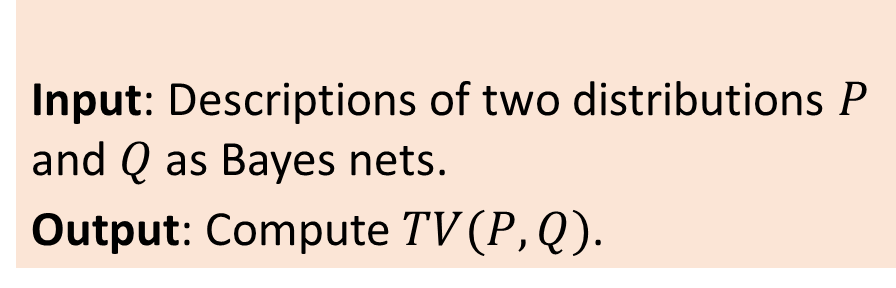 Input: Descriptions of two distributions P
and Q as Bayes nets.
Output: Compute TV(P, Q).